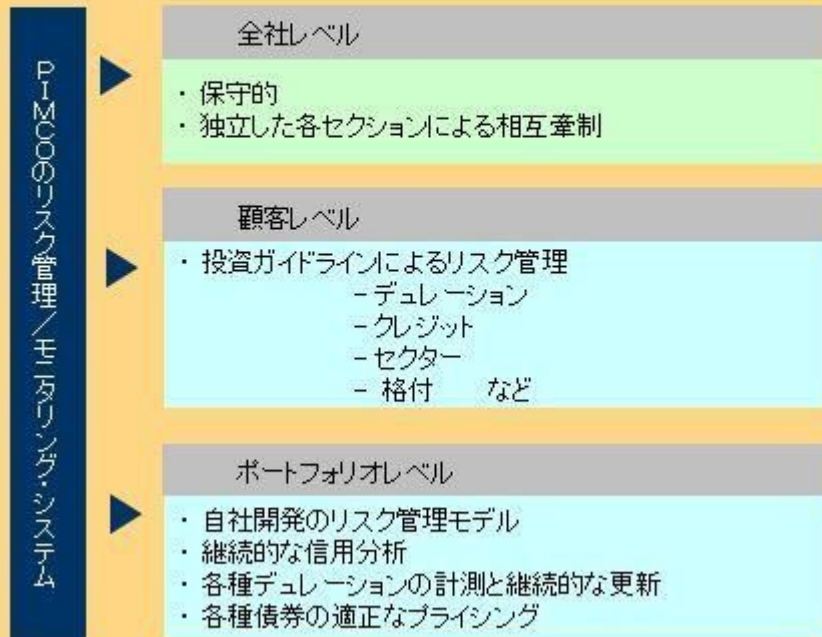 PIMCOのリスク管理／モニタリング・システム
全社レベル
・保守的
・独立した各セクションによる相互牽制
顧客レベル
・投資ガイドラインによるリスク管理
－デュレーション
－クレジット
－セクター
－ 格付　　など
ポートフォリオレベル
・自社開発のリスク管理モデル
・継続的な信用分析
・各種デュレーションの計測と継続的な更新
・各種債券の適正なプライシング